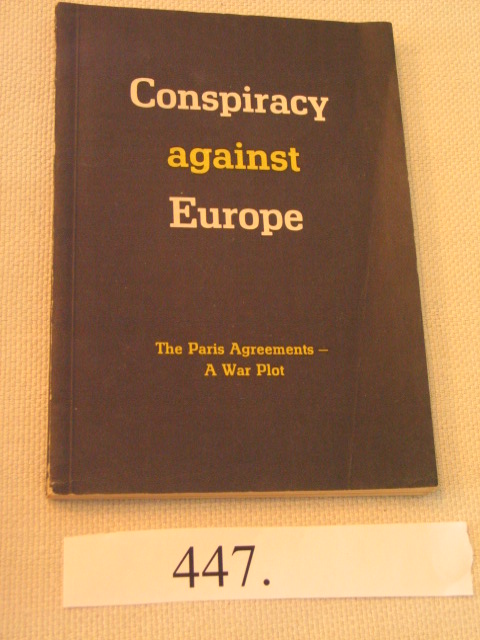 Conspiracy
against
Europe
The Paris Agreements –
A War Plot
447.